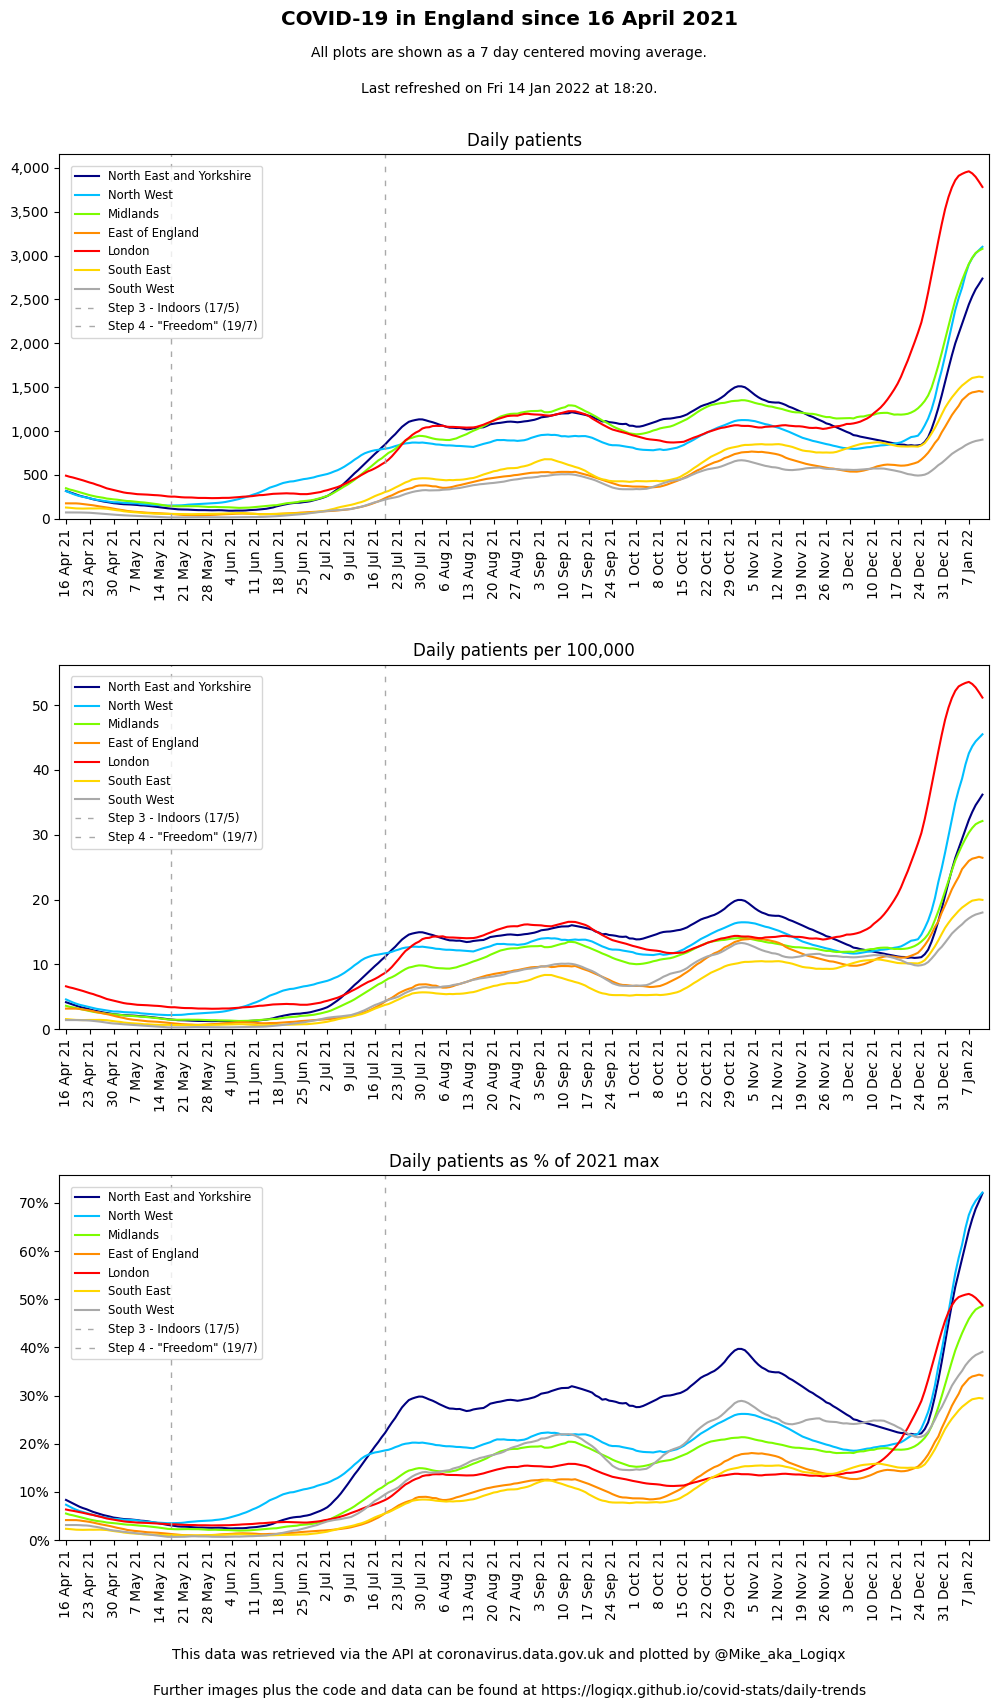 COVID-19 in England since 16 April 2021
All plots are shown as a 7 day centered moving average.
Last refreshed on Fri 14 Jan 2022 at 18:20.
Daily patients
4,000
3,500
3,000
2,500
2,000
1,500
1,000
500
0
North East and Yorkshire
North West
Midlands
East of England
London
South East
South West
Step 3 - Indoors (17/5)
Step 4 - "Freedom" (19/7)
16 Apr 21
23 Apr 21
30 Apr 21
7 May 21
14 May 21
21 May 21
28 May 21
4 Jun 21
11 Jun 21
18 Jun 21
25 Jun 21
2 Jul 21
9 Jul 21
16 Jul 21
23 Jul 21
30 Jul 21
6 Aug 21
13 Aug 21
20 Aug 21
27 Aug 21
3 Sep 21
10 Sep 21
17 Sep 21
24 Sep 21
1 Oct 21
8 Oct 21
15 Oct 21
22 Oct 21
29 Oct 21
5 Nov 21
12 Nov 21
19 Nov 21
26 Nov 21
3 Dec 21
10 Dec 21
17 Dec 21
24 Dec 21
31 Dec 21
7 Jan 22
Daily patients per 100,000
50
40
30
20
10
0
North East and Yorkshire
North West
Midlands
East of England
London
South East
South West
Step 3 - Indoors (17/5)
Step 4 - "Freedom" (19/7)
16 Apr 21
23 Apr 21
30 Apr 21
7 May 21
14 May 21
21 May 21
28 May 21
4 Jun 21
11 Jun 21
18 Jun 21
25 Jun 21
2 Jul 21
9 Jul 21
16 Jul 21
23 Jul 21
30 Jul 21
6 Aug 21
13 Aug 21
20 Aug 21
27 Aug 21
3 Sep 21
10 Sep 21
17 Sep 21
24 Sep 21
1 Oct 21
8 Oct 21
15 Oct 21
22 Oct 21
29 Oct 21
5 Nov 21
12 Nov 21
19 Nov 21
26 Nov 21
3 Dec 21
10 Dec 21
17 Dec 21
24 Dec 21
31 Dec 21
7 Jan 22
Daily patients as % of 2021 max
70%
60%
50%
40%
30%
20%
10%
0%
North East and Yorkshire
North West
Midlands
East of England
London
South East
South West
Step 3 - Indoors (17/5)
Step 4 - "Freedom" (19/7)
16 Apr 21
23 Apr 21
30 Apr 21
7 May 21
14 May 21
21 May 21
28 May 21
4 Jun 21
11 Jun 21
18 Jun 21
25 Jun 21
2 Jul 21
9 Jul 21
16 Jul 21
23 Jul 21
30 Jul 21
6 Aug 21
13 Aug 21
20 Aug 21
27 Aug 21
3 Sep 21
10 Sep 21
17 Sep 21
24 Sep 21
1 Oct 21
8 Oct 21
15 Oct 21
22 Oct 21
29 Oct 21
5 Nov 21
12 Nov 21
19 Nov 21
26 Nov 21
3 Dec 21
10 Dec 21
17 Dec 21
24 Dec 21
31 Dec 21
7 Jan 22
This data was retrieved via the API at coronavirus.data.gov.uk and plotted by @Mike_aka_Logiqx
Further images plus the code and data can be found at https://logiqx.github.io/covid-stats/daily-trends